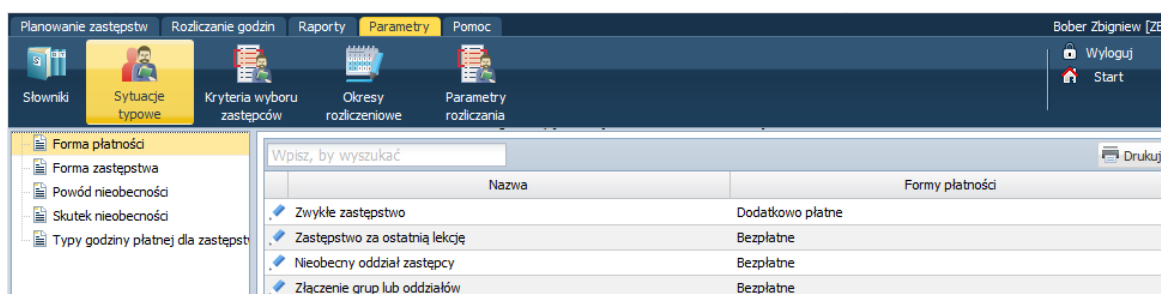 Planowanie zastępstw Rozliczanie godzin Raporty Parametry Pomoc Bober Zbigniew
Wyloguj
Start
Słowniki Sytuacje typowe Kryteria wyboru zastępców Okresy rozliczeniowe Parametry rozliczania
Forma płatności
Forma zastępstwa
Powód nieobecności
Skutek nieobecności
Typy godziny płatnej dla zastępstw
Wpisz, by wyszukać Drukuj
Nazwa Formy płatności
Zwykłe zastępstwo Dodatkowo płatne
Zastępstwo za ostatnią lekcję Bezpłatne
Nieobecny oddział zastępcy Bezpłatne
Złączenie grup lub oddziałów Bezpłatne